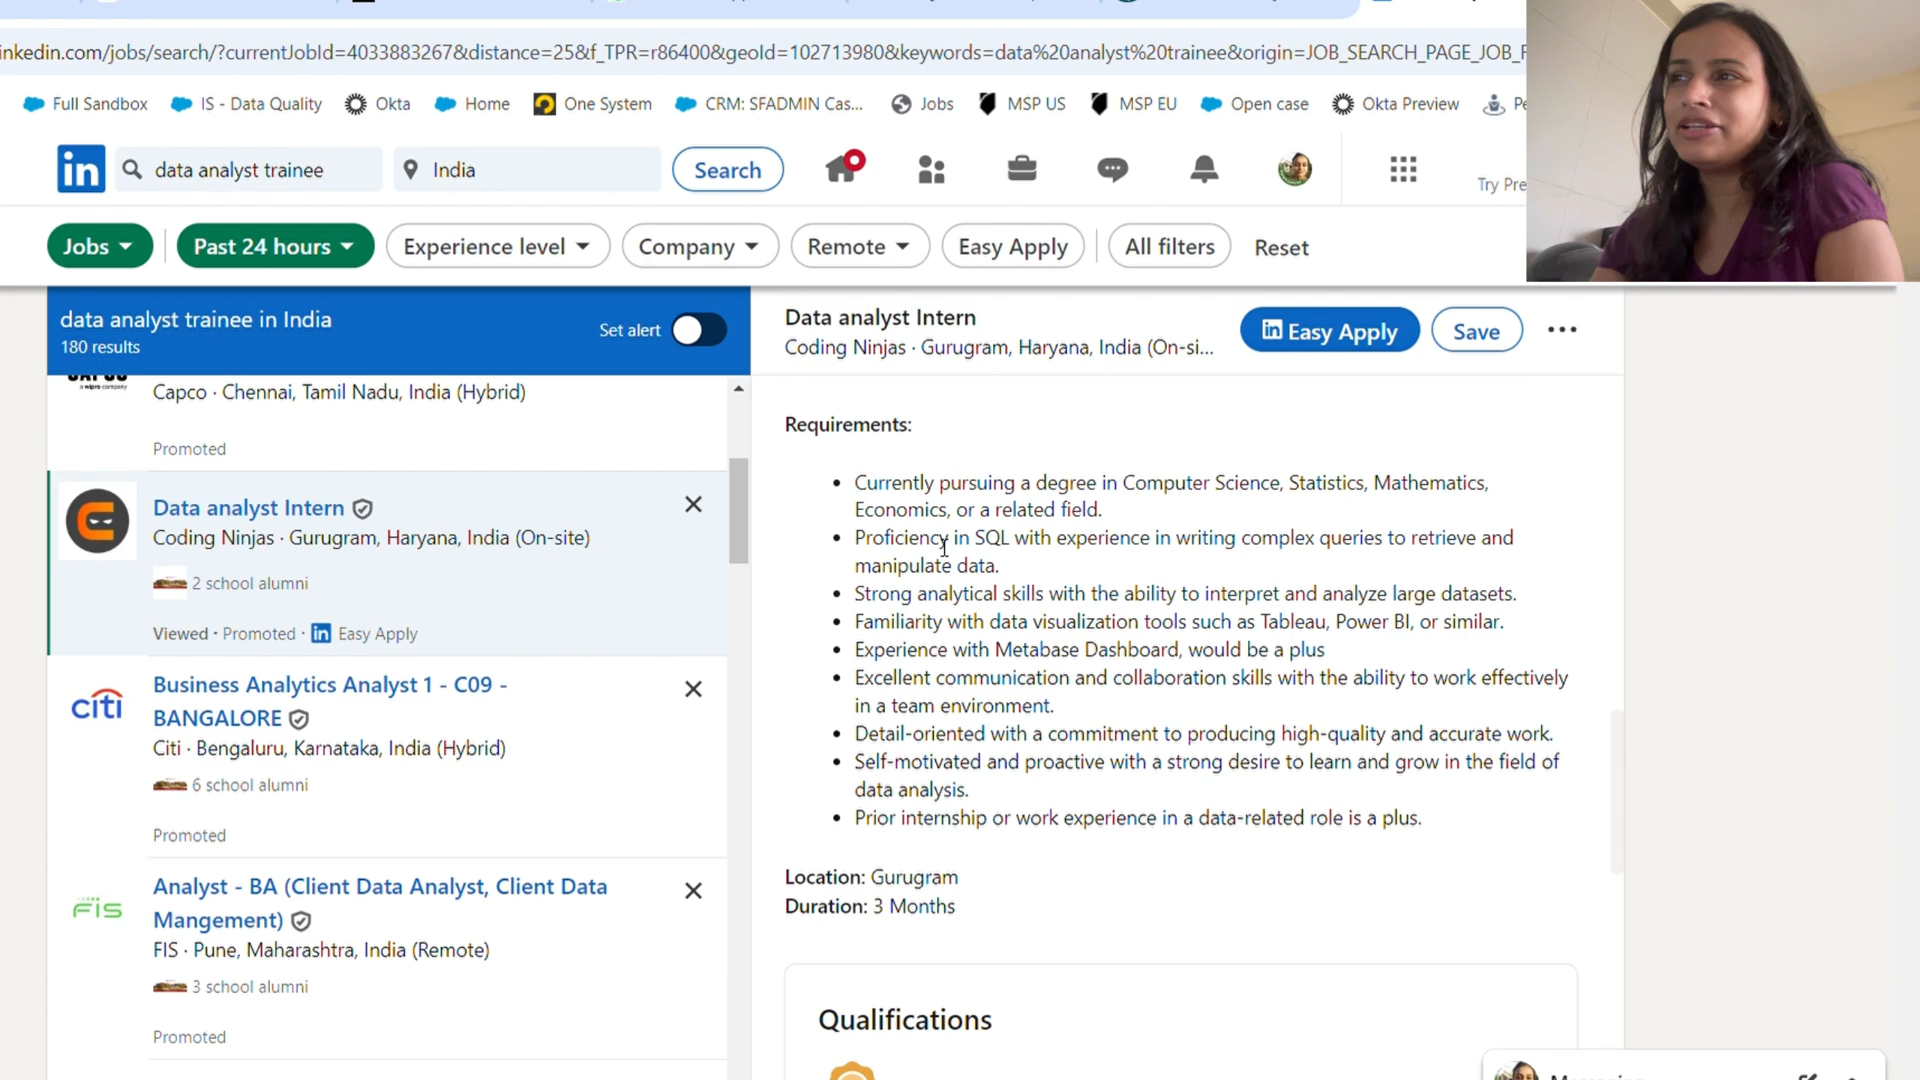 inkedin.com/jobs/search/?currentJobId=4033883267&distance=25&f_TPR=r86400&geoId=102713980&keywords=data%20analyst%20trainee&origin=JOB_SEARCH_PAGE_JOB_F
Full Sandbox IS - Data Quality Okta Home One System CRM: SFADMIN Cas... Jobs MSP US MSP EU Open case Okta Preview Pe
in data analyst trainee India Search
Try Pre
Jobs Past 24 hours Experience level Company Remote Easy Apply All filters Reset
data analyst trainee in India
180 results
Set alert
Capco · Chennai, Tamil Nadu, India (Hybrid)
Promoted
Data analyst Intern
Coding Ninjas · Gurugram, Haryana, India (On-site)
2 school alumni
Viewed · Promoted · in Easy Apply
citi
Business Analytics Analyst 1 - C09 -
BANGALORE
Citi · Bengaluru, Karnataka, India (Hybrid)
6 school alumni
Promoted
FIS
Analyst - BA (Client Data Analyst, Client Data
Mangement)
FIS · Pune, Maharashtra, India (Remote)
3 school alumni
Promoted
Data analyst Intern
Coding Ninjas · Gurugram, Haryana, India (On-si...
in Easy Apply Save
Requirements:
• Currently pursuing a degree in Computer Science, Statistics, Mathematics,
Economics, or a related field.
• Proficiency in SQL with experience in writing complex queries to retrieve and
manipulate data.
• Strong analytical skills with the ability to interpret and analyze large datasets.
• Familiarity with data visualization tools such as Tableau, Power BI, or similar.
• Experience with Metabase Dashboard, would be a plus
• Excellent communication and collaboration skills with the ability to work effectively
in a team environment.
• Detail-oriented with a commitment to producing high-quality and accurate work.
• Self-motivated and proactive with a strong desire to learn and grow in the field of
data analysis.
• Prior internship or work experience in a data-related role is a plus.
Location: Gurugram
Duration: 3 Months
Qualifications